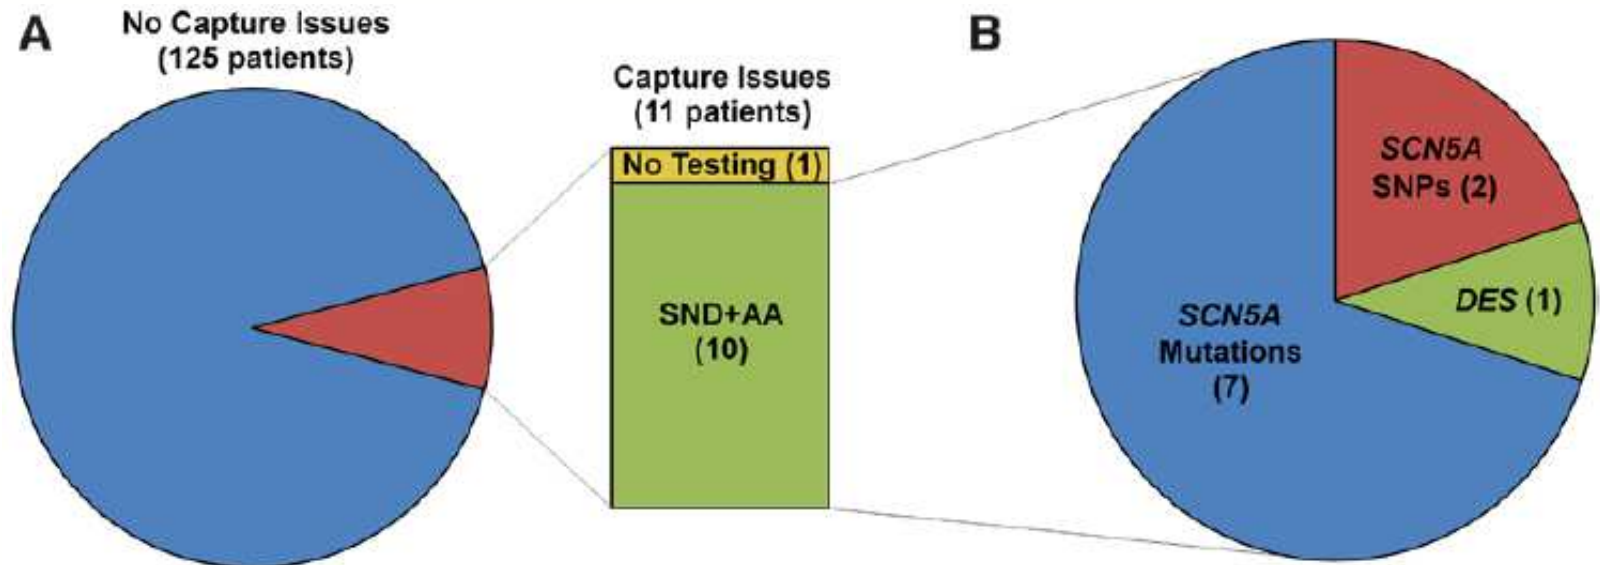 A
No Capture Issues
(125 patients)
Capture Issues
(11 patients)
No Testing (1)
SND+AA
(10)
B
SCN5A
SNPs (2)
DES (1)
SCN5A
Mutations
(7)